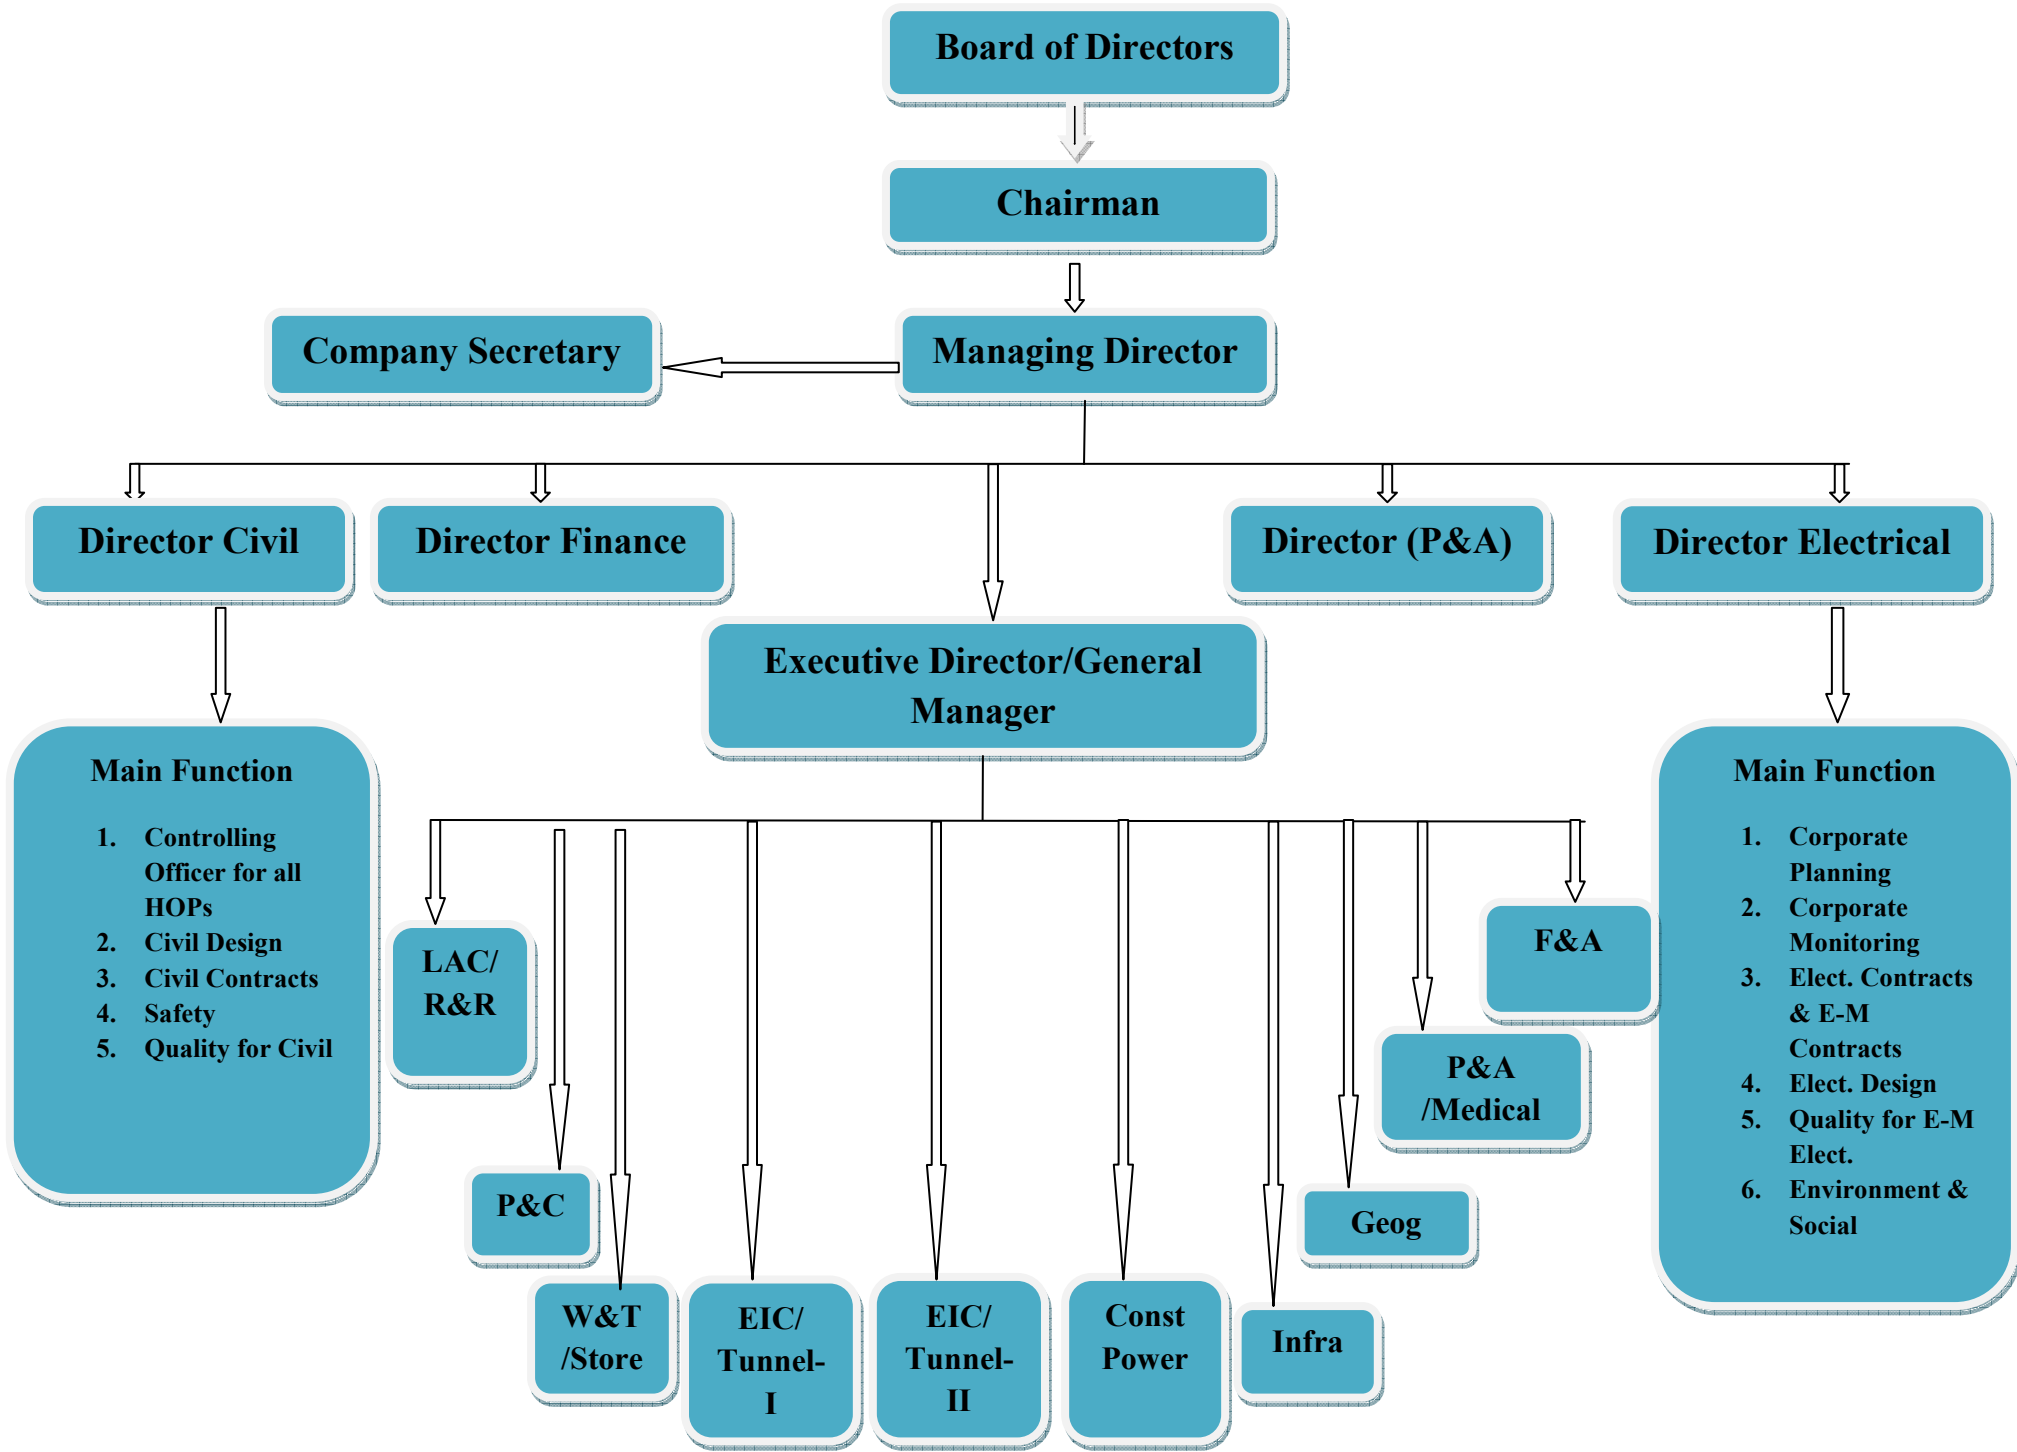 Board of Directors
Chairman
Company Secretary
Managing Director
Director Civil
Director Finance
Director (P&A)
Director Electrical
Executive Director/General
Manager
Main Function
1. Controlling
Officer for all
HOPs
2. Civil Design
3. Civil Contracts
4. Safety
5. Quality for Civil
Main Function
1. Corporate
Planning
2. Corporate
Monitoring
3. Elect. Contracts
& E-M
Contracts
4. Elect. Design
5. Quality for E-M
Elect.
6. Environment &
Social
LAC/
R&R
F&A
P&A
/Medical
P&C
Geog
W&T
/Store
EIC/
Tunnel-
I
EIC/
Tunnel-
II
Const
Power
Infra